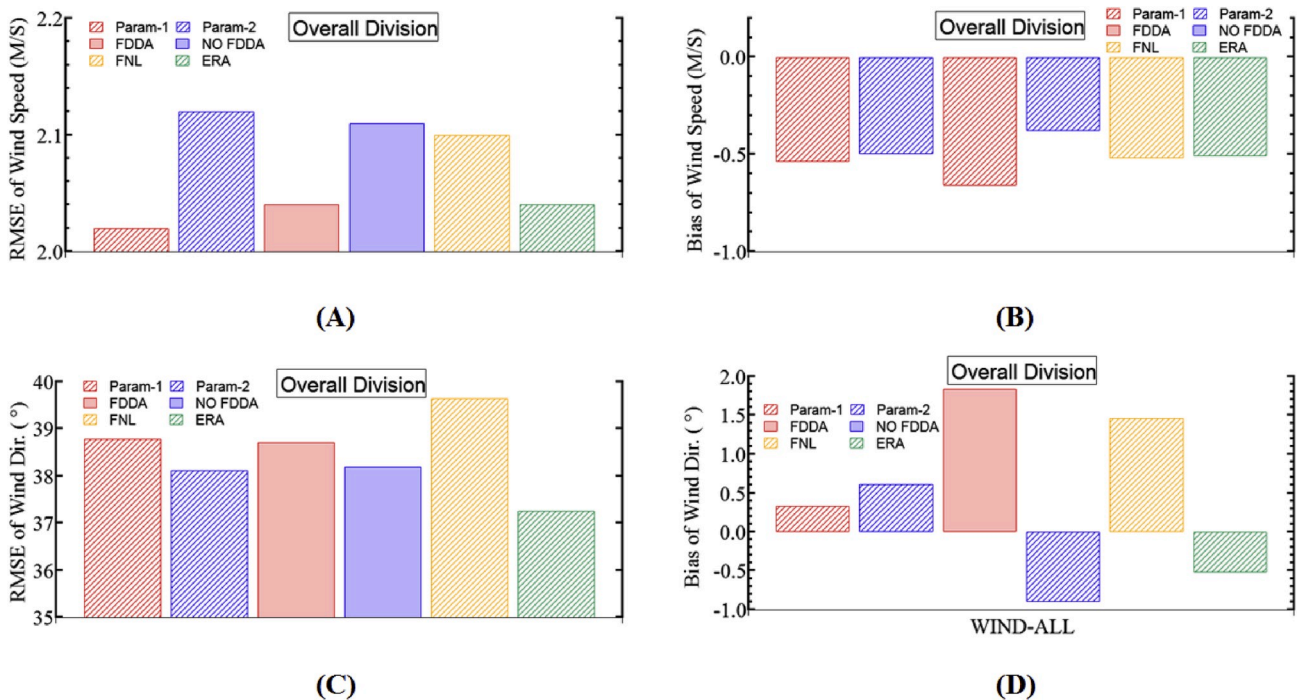 2.2
Param-1 Param-2
FDDA NO FDDA
FNL ERA
Overall Division
2.1
2.0
RMSE of Wind Speed (M/S)
(A)
Overall Division
Param-1 Param-2
FDDA NO FDDA
FNL ERA
0.0
-0.5
-1.0
Bias of Wind Speed (M/S)
(B)
40
Param-1 Param-2
FDDA NO FDDA
FNL ERA
Overall Division
39
38
37
36
35
RMSE of Wind Dir. ( °)
(C)
2.0
Overall Division
1.5
Param-1 Param-2
FDDA NO FDDA
FNL ERA
1.0
0.5
0.0
-0.5
-1.0
Bias of Wind Dir. ( °)
WIND-ALL
(D)